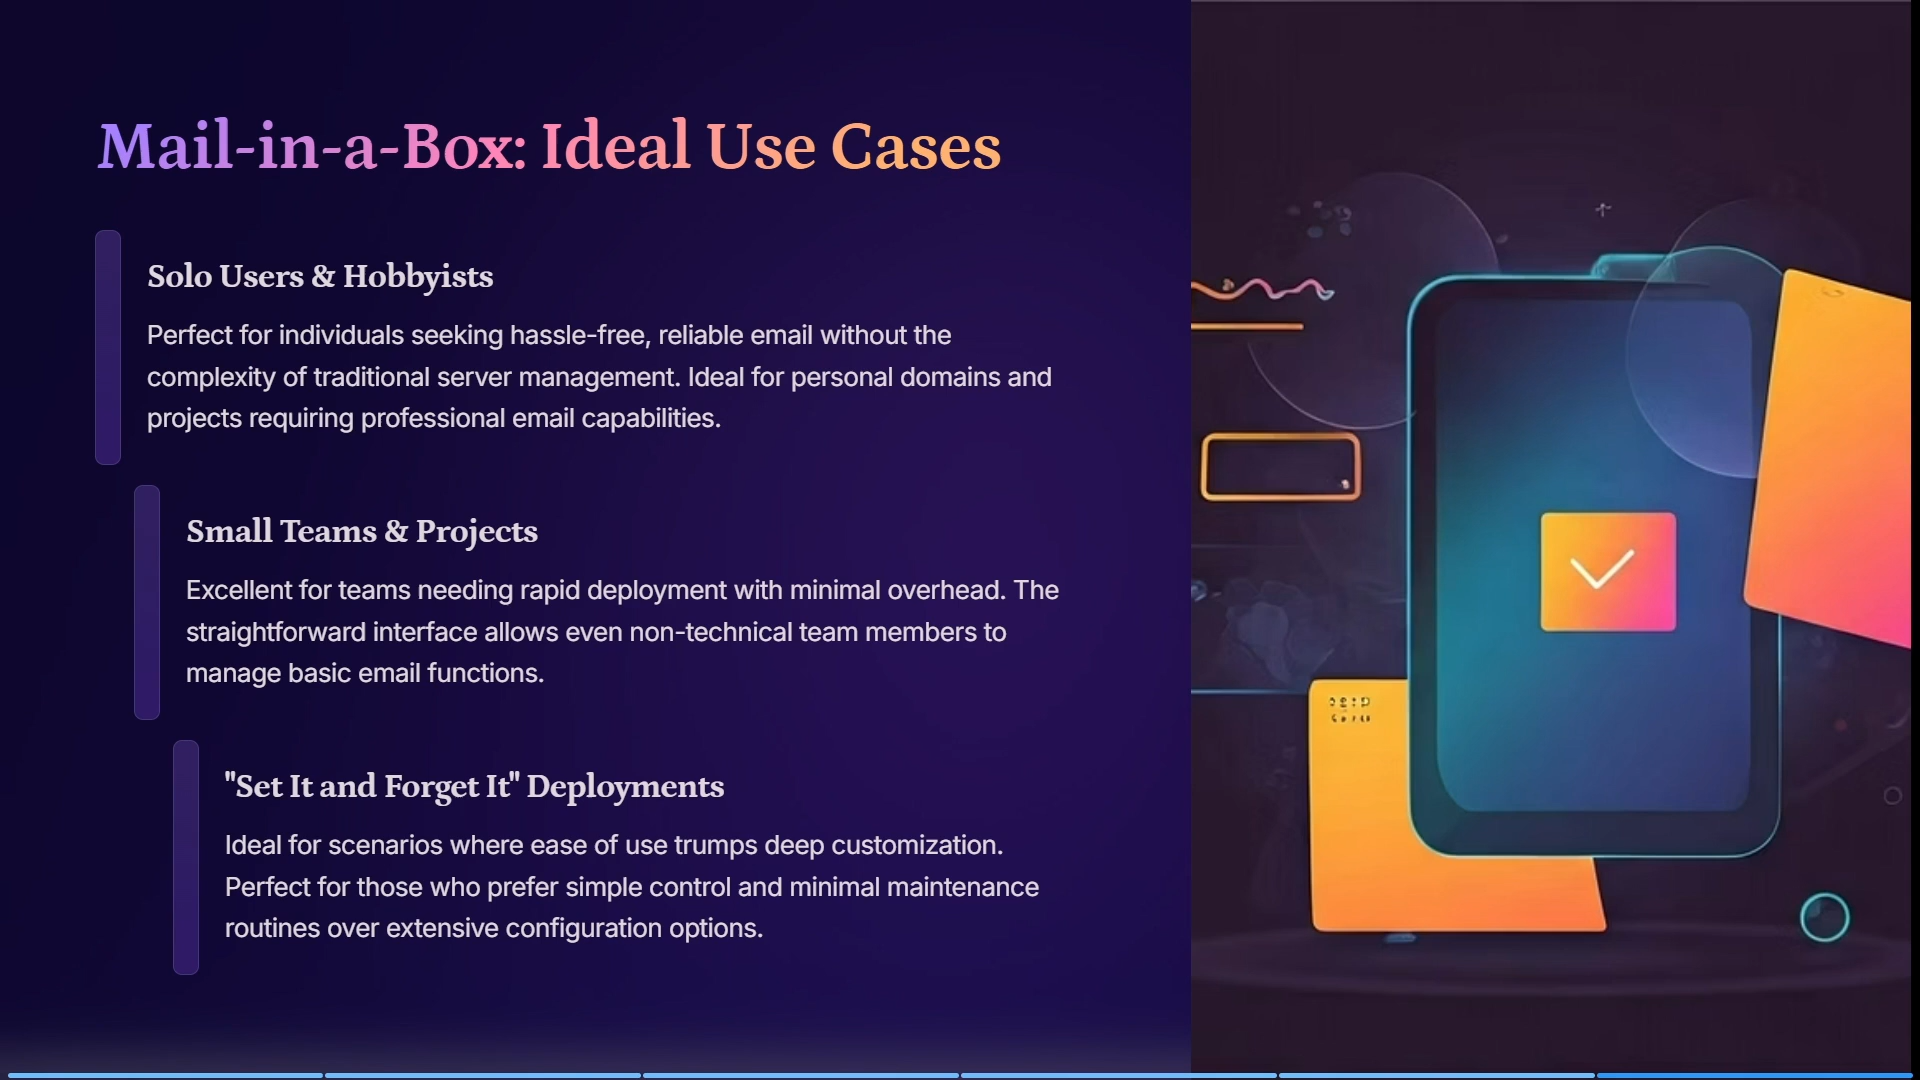 Mail-in-a-Box: Ideal Use Cases
Solo Users & Hobbyists
Perfect for individuals seeking hassle-free, reliable email without the
complexity of traditional server management. Ideal for personal domains and
projects requiring professional email capabilities.
Small Teams & Projects
Excellent for teams needing rapid deployment with minimal overhead. The
straightforward interface allows even non-technical team members to
manage basic email functions.
"Set It and Forget It" Deployments
Ideal for scenarios where ease of use trumps deep customization.
Perfect for those who prefer simple control and minimal maintenance
routines over extensive configuration options.